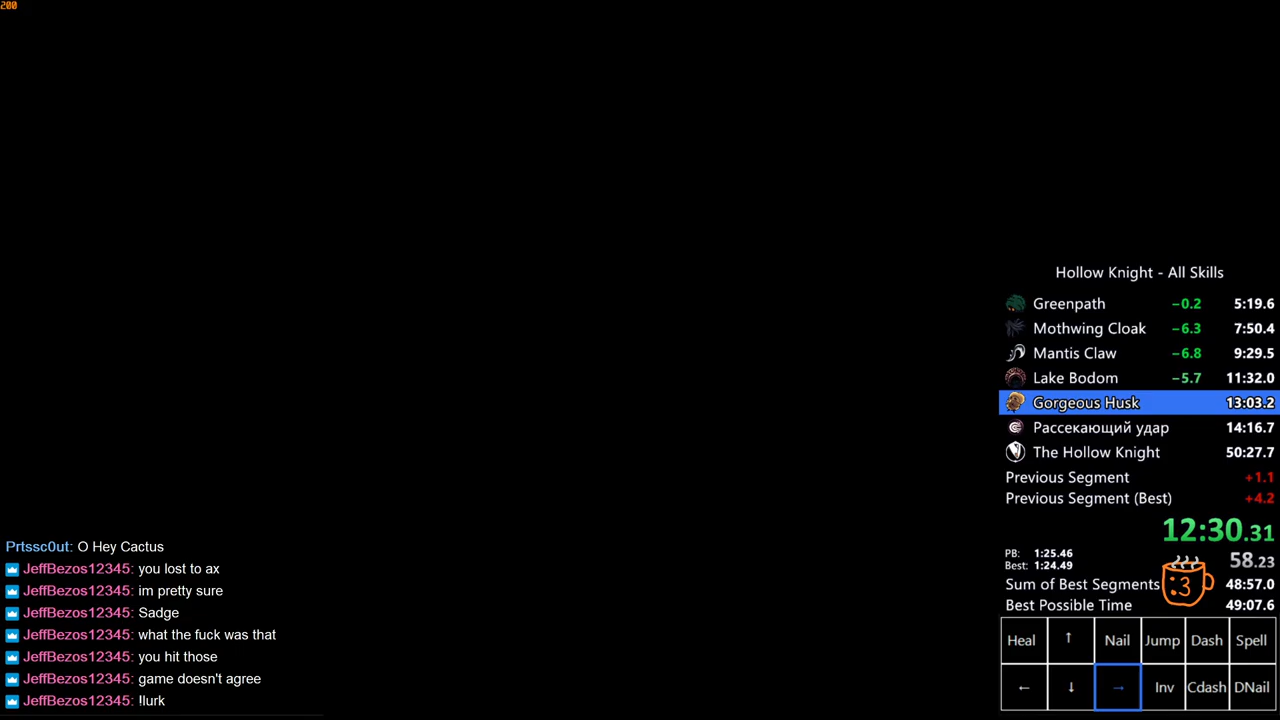 200
Hollow Knight - All Skills
Greenpath −0.2 5:19.6
Mothwing Cloak −6.3 7:50.4
Mantis Claw −6.8 9:29.5
Lake Bodom −5.7 11:32.0
Gorgeous Husk 13:03.2
Рассекающий удар 14:16.7
The Hollow Knight 50:27.7
Previous Segment +1.1
Previous Segment (Best) +4.2
12:30.31
PB: 1:25.46
Best: 1:24.49
58.23
Sum of Best Segments 48:57.0
Best Possible Time 49:07.6
Heal ↑ Nail Jump Dash Spell
← ↓ → Inv Cdash DNail
Prtssc0ut: O Hey Cactus
JeffBezos12345: you lost to ax
JeffBezos12345: im pretty sure
JeffBezos12345: Sadge
JeffBezos12345: what the fuck was that
JeffBezos12345: you hit those
JeffBezos12345: game doesn't agree
JeffBezos12345: !lurk